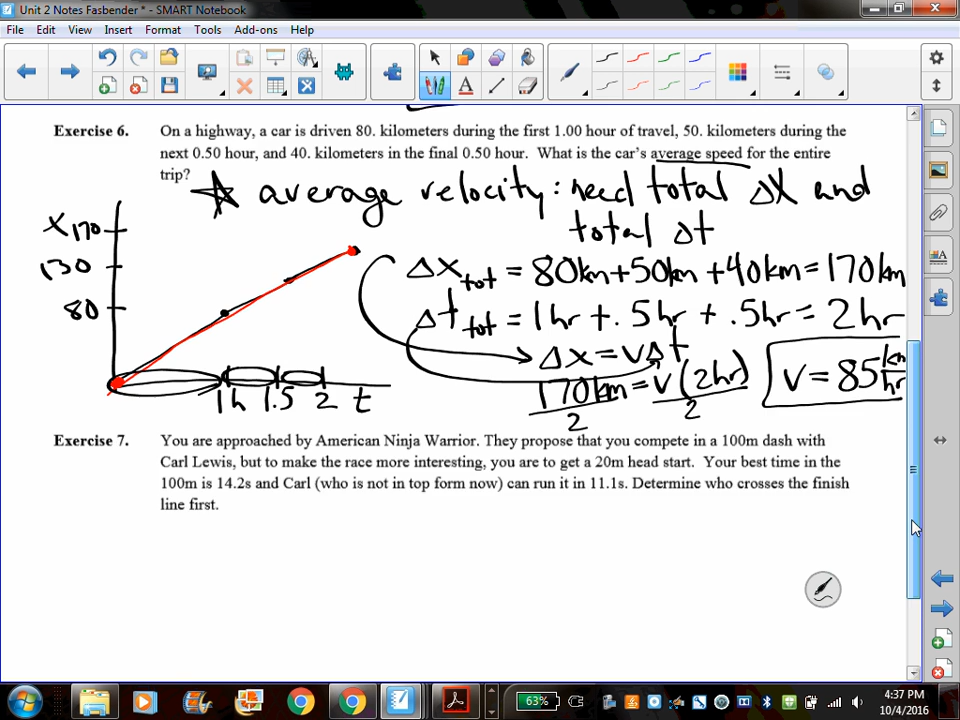 Unit 2 Notes Fasbender * - SMART Notebook
File Edit View Insert Format Tools Add-ons Help
Exercise 6. On a highway, a car is driven 80. kilometers during the first 1.00 hour of travel, 50. kilometers during the
next 0.50 hour, and 40. kilometers in the final 0.50 hour. What is the car's average speed for the entire
trip?
average velocity: need total Δx and
total Δt
x 170
130
80
1h 1.5 2 t
Δx tot = 80km+50km+40km=170km
Δt tot = 1hr + .5hr + .5hr = 2hr
Δx = vΔt
170km = v(2hr)
2 2
v = 85 km/hr
Exercise 7. You are approached by American Ninja Warrior. They propose that you compete in a 100m dash with
Carl Lewis, but to make the race more interesting, you are to get a 20m head start. Your best time in the
100m is 14.2s and Carl (who is not in top form now) can run it in 11.1s. Determine who crosses the finish
line first.
63%
4:37 PM
10/4/2016